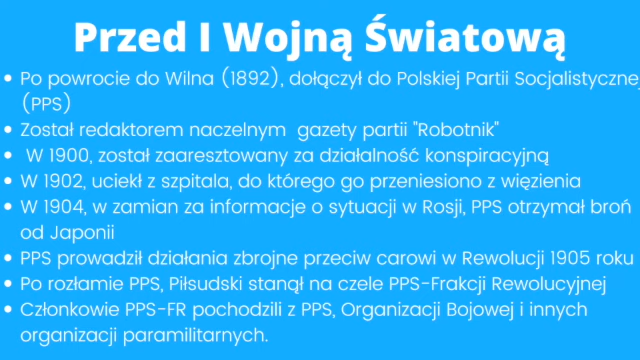 Przed I Wojną Światową
• Po powrocie do Wilna (1892), dołączył do Polskiej Partii Socjalistycznej
(PPS)
• Został redaktorem naczelnym gazety partii "Robotnik"
• W 1900, został zaaresztowany za działalność konspiracyjną
• W 1902, uciekł z szpitala, do którego go przeniesiono z więzienia
• W 1904, w zamian za informacje o sytuacji w Rosji, PPS otrzymał broń
od Japonii
• PPS prowadził działania zbrojne przeciw carowi w Rewolucji 1905 roku
• Po rozłamie PPS, Piłsudski stanął na czele PPS-Frakcji Rewolucyjnej
• Członkowie PPS-FR pochodzili z PPS, Organizacji Bojowej i innych
organizacji paramilitarnych.